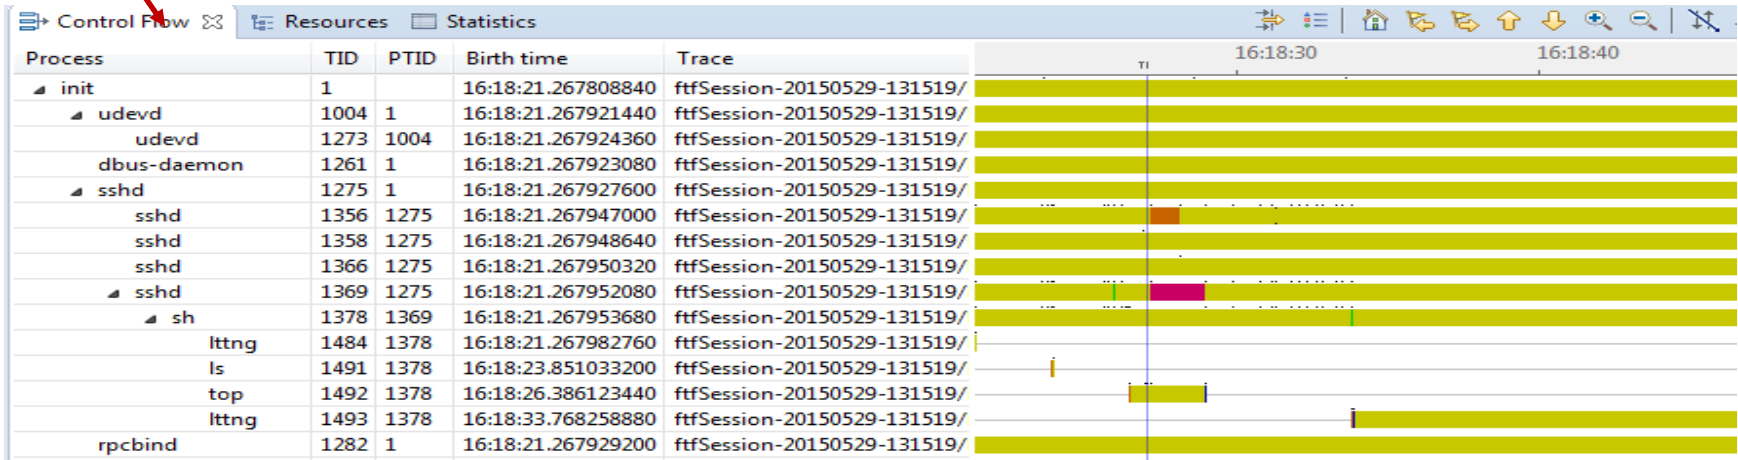 Control Flow Resources Statistics
Process TID PTID Birth time Trace 16:18:30 16:18:40
T1
init 1 16:18:21.267808840 ftfSession-20150529-131519/
udevd 1004 1 16:18:21.267921440 ftfSession-20150529-131519/
udevd 1273 1004 16:18:21.267924360 ftfSession-20150529-131519/
dbus-daemon 1261 1 16:18:21.267923080 ftfSession-20150529-131519/
sshd 1275 1 16:18:21.267927600 ftfSession-20150529-131519/
sshd 1356 1275 16:18:21.267947000 ftfSession-20150529-131519/
sshd 1358 1275 16:18:21.267948640 ftfSession-20150529-131519/
sshd 1366 1275 16:18:21.267950320 ftfSession-20150529-131519/
sshd 1369 1275 16:18:21.267952080 ftfSession-20150529-131519/
sh 1378 1369 16:18:21.267953680 ftfSession-20150529-131519/
lttng 1484 1378 16:18:21.267982760 ftfSession-20150529-131519/
ls 1491 1378 16:18:23.851033200 ftfSession-20150529-131519/
top 1492 1378 16:18:26.386123440 ftfSession-20150529-131519/
lttng 1493 1378 16:18:33.768258880 ftfSession-20150529-131519/
rpcbind 1282 1 16:18:21.267929200 ftfSession-20150529-131519/